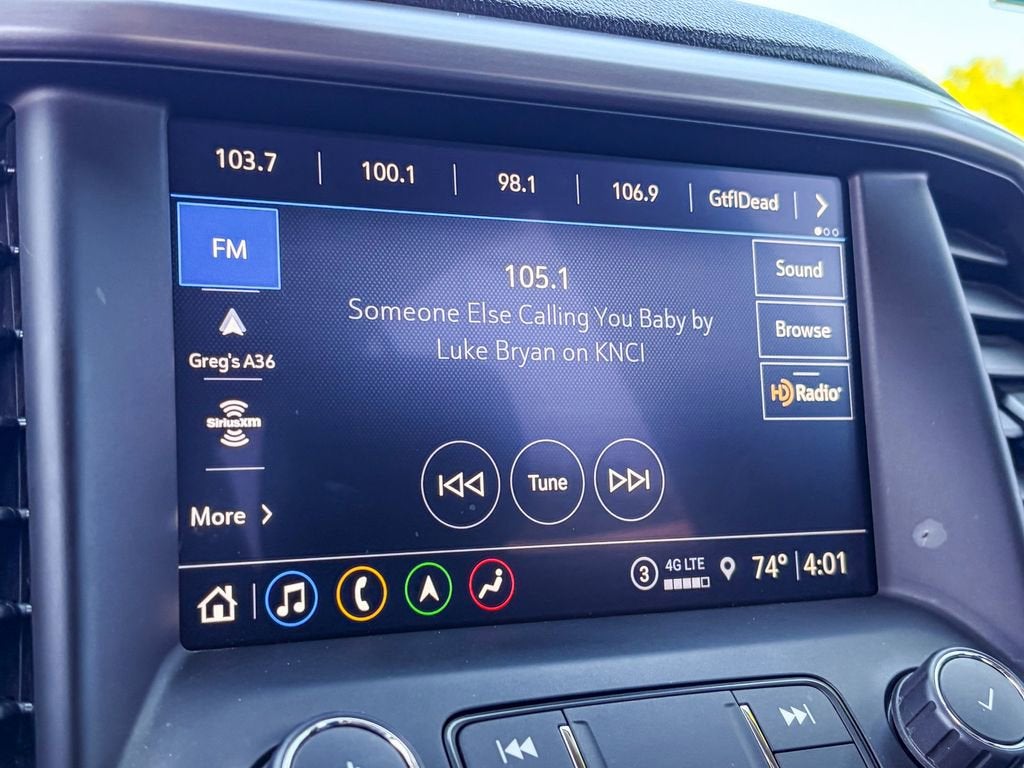 103.7
100.1
98.1
106.9
GtflDead
FM
105.1
Someone Else Calling You Baby by
Luke Bryan on KNCI
Sound
Browse
HD Radio®
Greg's A36
SiriusXM
More
Tune
3
4G LTE
74°
4:01